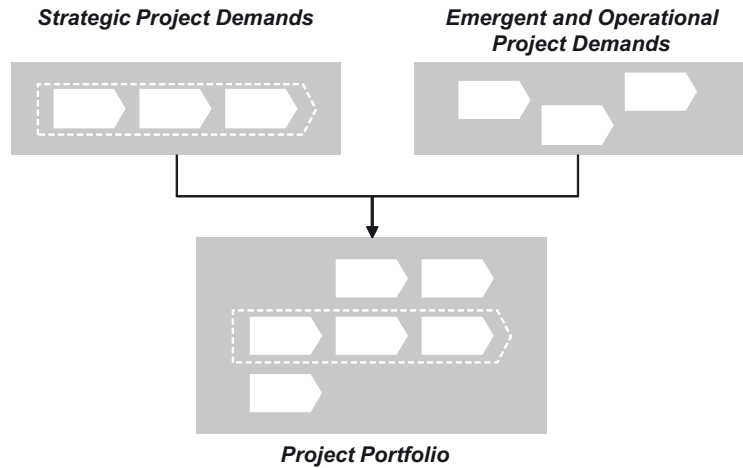 Strategic Project Demands
Emergent and Operational
Project Demands
Project Portfolio